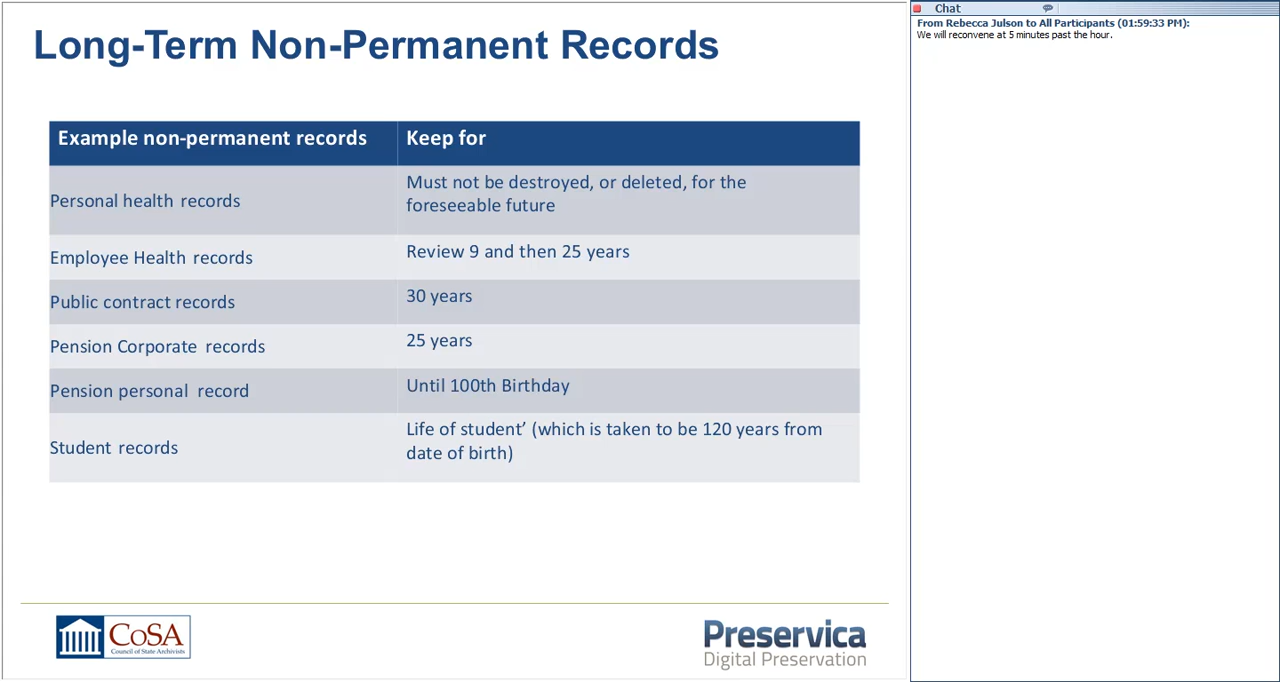 Long-Term Non-Permanent Records
Example non-permanent records
Keep for
Personal health records
Must not be destroyed, or deleted, for the
foreseeable future
Employee Health records
Review 9 and then 25 years
Public contract records
30 years
Pension Corporate records
25 years
Pension personal record
Until 100th Birthday
Student records
Life of student’ (which is taken to be 120 years from
date of birth)
CoSA
Council of State Archivists
Preservica
Digital Preservation
Chat
From Rebecca Julson to All Participants (01:59:33 PM):
We will reconvene at 5 minutes past the hour.